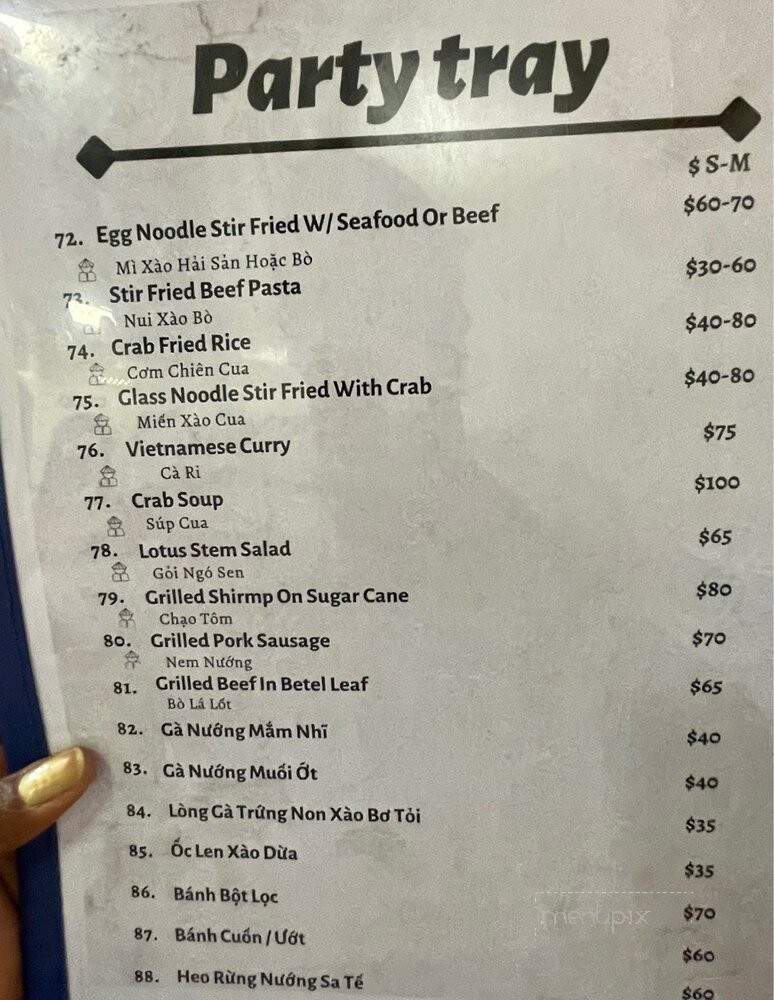 Party tray
$ S-M
72. Egg Noodle Stir Fried W/ Seafood Or Beef $60-70
Mì Xào Hải Sản Hoặc Bò
73. Stir Fried Beef Pasta $30-60
Nui Xào Bò
74. Crab Fried Rice $40-80
Cơm Chiên Cua
75. Glass Noodle Stir Fried With Crab $40-80
Miến Xào Cua
76. Vietnamese Curry $75
Cà Ri
77. Crab Soup $100
Súp Cua
78. Lotus Stem Salad $65
Gỏi Ngó Sen
79. Grilled Shirmp On Sugar Cane $80
Chạo Tôm
80. Grilled Pork Sausage $70
Nem Nướng
81. Grilled Beef In Betel Leaf $65
Bò Lá Lốt
82. Gà Nướng Mắm Nhĩ $40
83. Gà Nướng Muối Ớt $40
84. Lòng Gà Trứng Non Xào Bơ Tỏi $35
85. Ốc Len Xào Dừa $35
86. Bánh Bột Lọc $70
87. Bánh Cuốn / Ướt $60
88. Heo Rừng Nướng Sa Tế $60
menupix